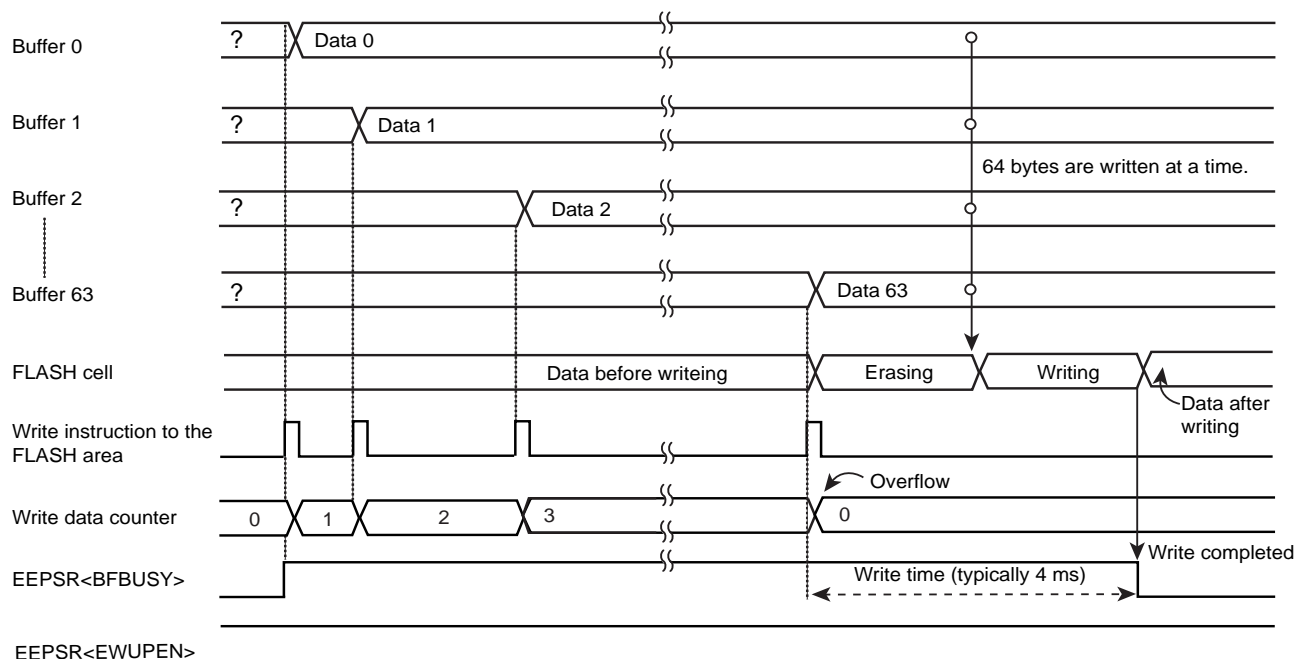 Buffer 0
?
Data 0
Buffer 1
?
Data 1
64 bytes are written at a time.
Buffer 2
?
Data 2
Buffer 63
?
Data 63
FLASH cell
Data before writeing
Erasing
Writing
Data after
writing
Write instruction to the
FLASH area
Overflow
Write data counter
0
1
2
3
0
Write completed
EEPSR<BFBUSY>
Write time (typically 4 ms)
EEPSR<EWUPEN>